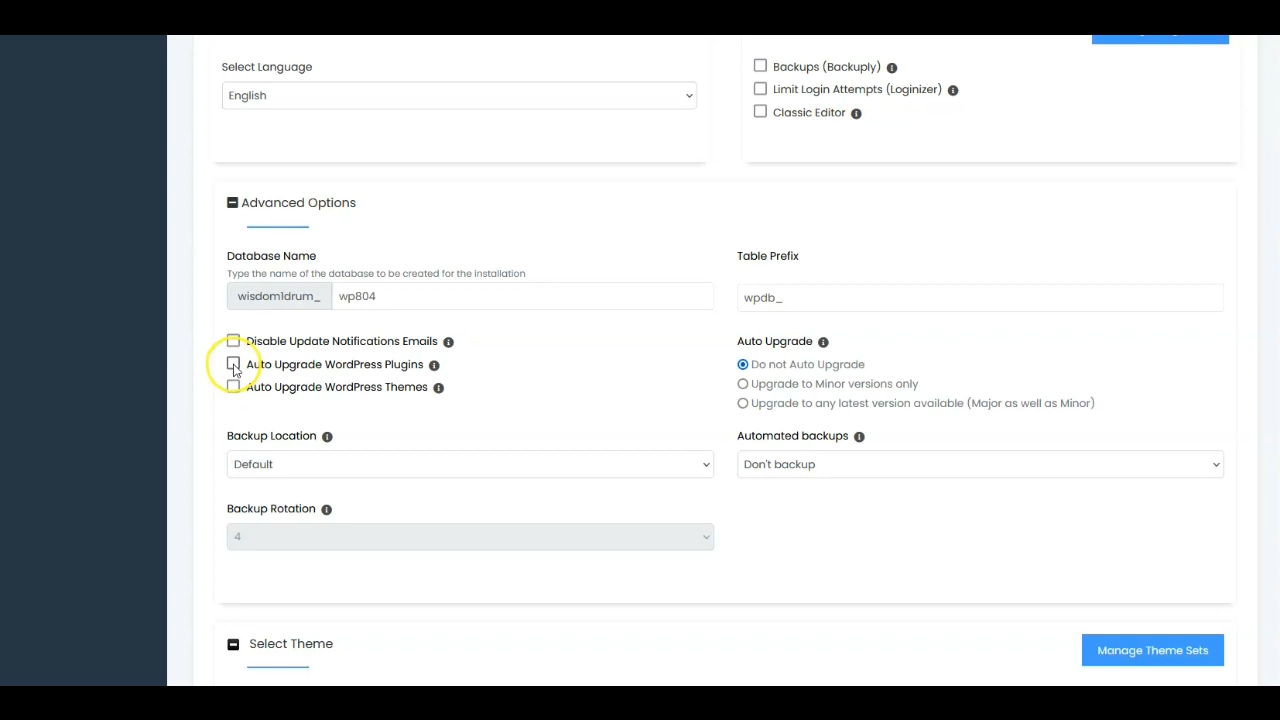 Select Language
English
Backups (Backuply)
Limit Login Attempts (Loginizer)
Classic Editor
Advanced Options
Database Name
Type the name of the database to be created for the installation
wisdom1drum_ wp804
Table Prefix
wpdb_
Disable Update Notifications Emails
Auto Upgrade WordPress Plugins
Auto Upgrade WordPress Themes
Auto Upgrade
Do not Auto Upgrade
Upgrade to Minor versions only
Upgrade to any latest version available (Major as well as Minor)
Backup Location
Default
Automated backups
Don't backup
Backup Rotation
4
Select Theme
Manage Theme Sets